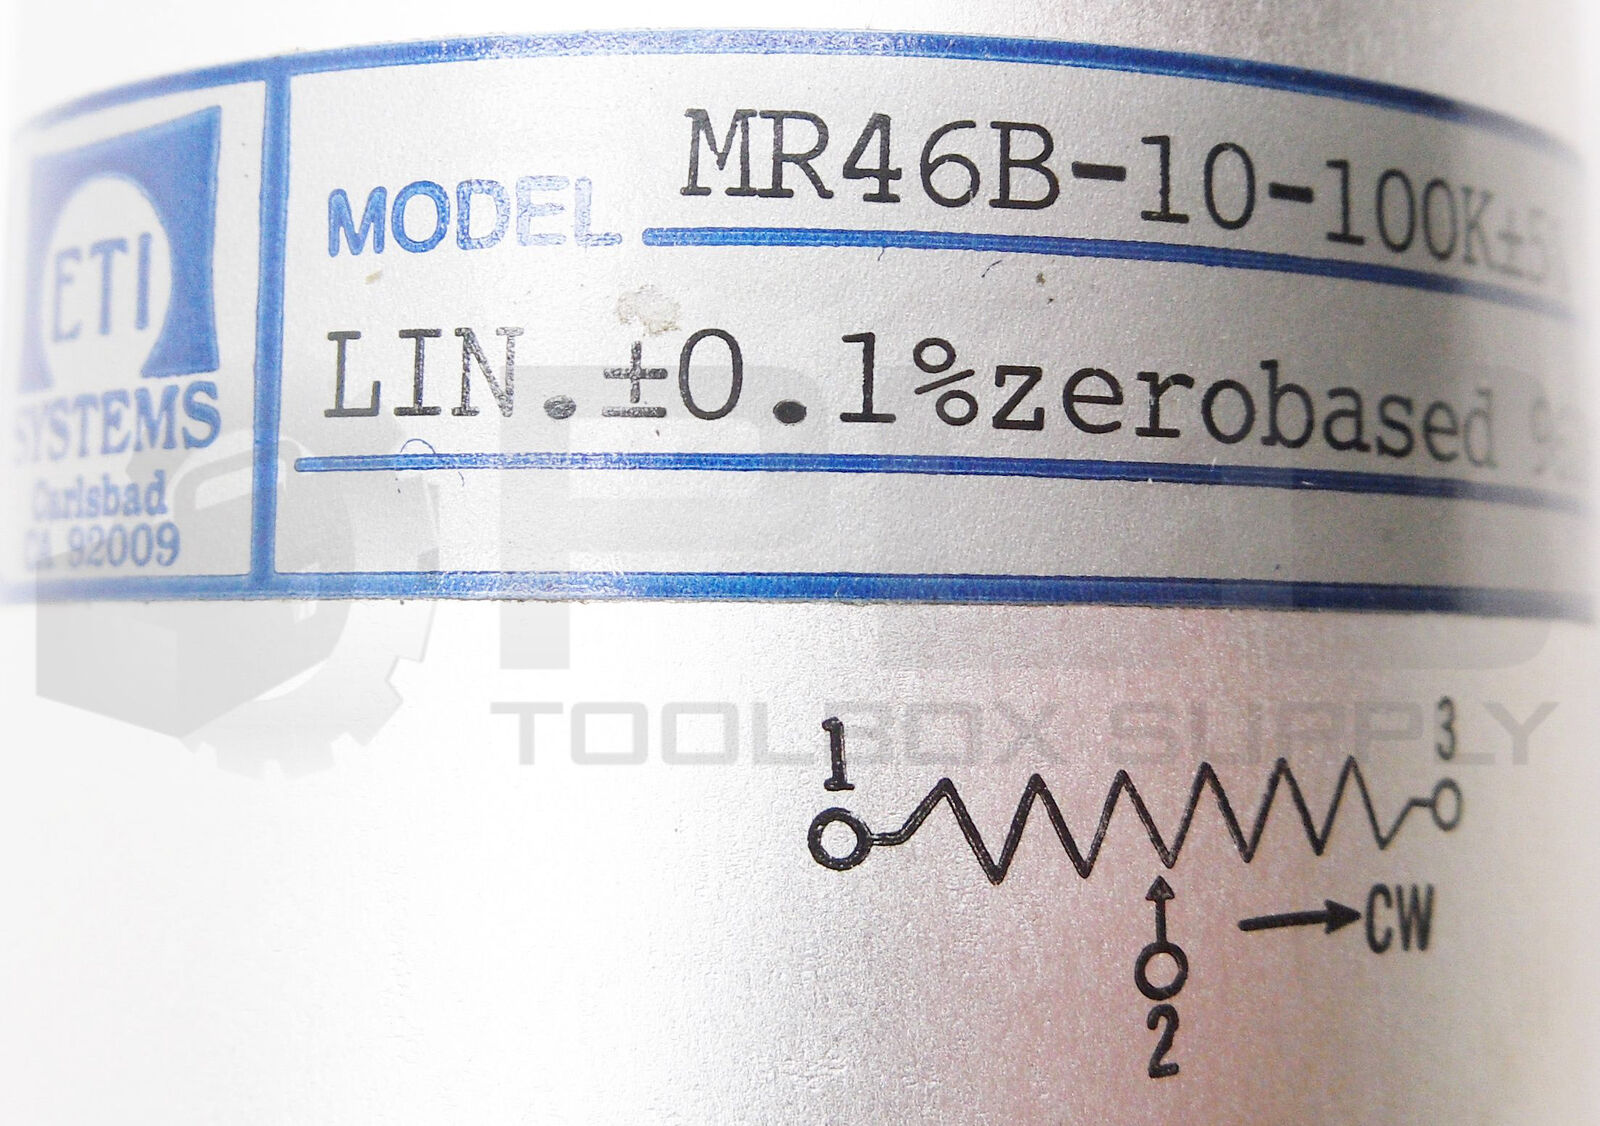 ETI
SYSTEMS
Carlsbad
CA 92009
MODEL MR46B-10-100K±5
LIN.±0.1%zerobased
TOOLBOX SUPPLY
1
3
CW
2